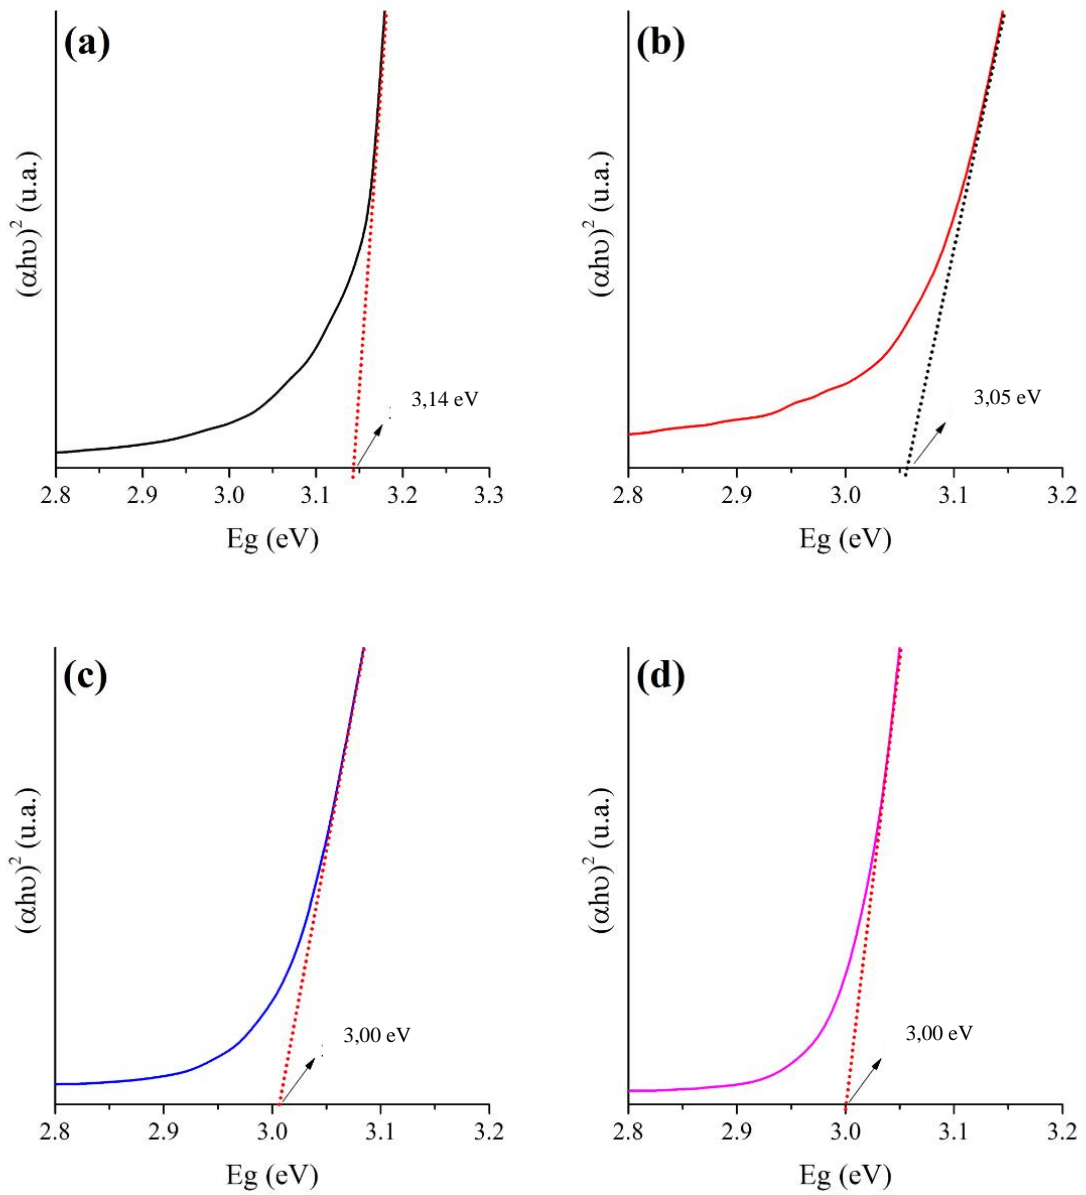 (a)
(αhυ)² (u.a.)
3,14 eV
2.8 2.9 3.0 3.1 3.2 3.3
Eg (eV)
(b)
(αhυ)² (u.a.)
3,05 eV
2.8 2.9 3.0 3.1 3.2
Eg (eV)
(c)
(αhυ)² (u.a.)
3,00 eV
2.8 2.9 3.0 3.1 3.2
Eg (eV)
(d)
(αhυ)² (u.a.)
3,00 eV
2.8 2.9 3.0 3.1 3.2
Eg (eV)